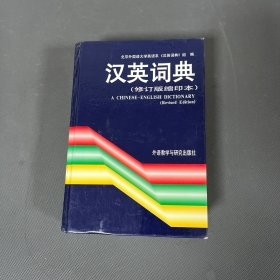 北京外国语大学英语系《汉英词典》组 编
汉英词典
（修订版缩印本）
A CHINESE-ENGLISH DICTIONARY
(Revised Edition)
外语教学与研究出版社